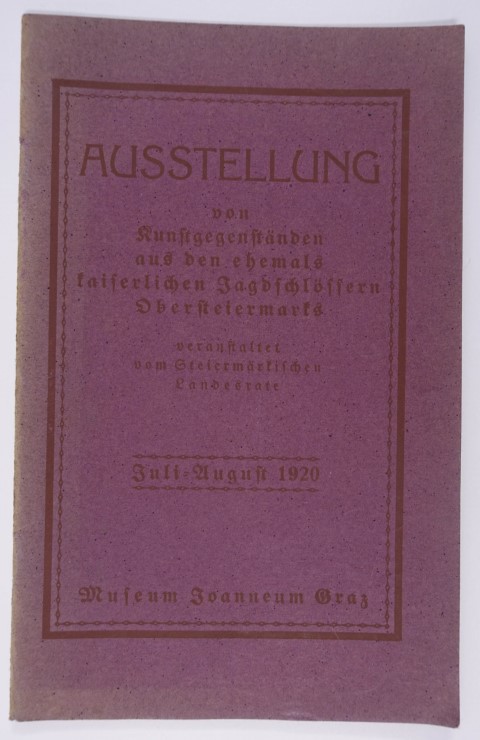 AUSSTELLUNG
von
Kunstgegenständen
aus den ehemals
kaiserlichen Jagdschlössern
Obersteiermarks
veranstaltet
vom Steiermärkischen
Landesrate
Juli-August 1920
Museum Joanneum Graz